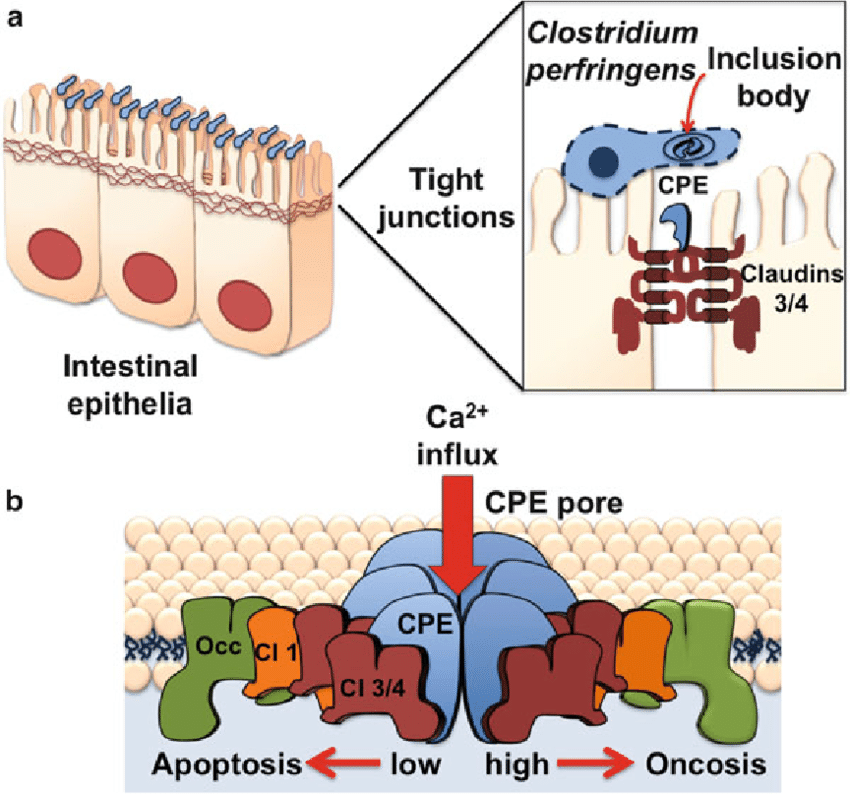 a
Clostridium
perfringens
Inclusion
body
Tight
junctions
CPE
Claudins
3/4
Intestinal
epithelia
b
Ca²⁺
influx
CPE pore
Occ
Cl 1
CPE
Cl 3/4
Apoptosis
low
high
Oncosis